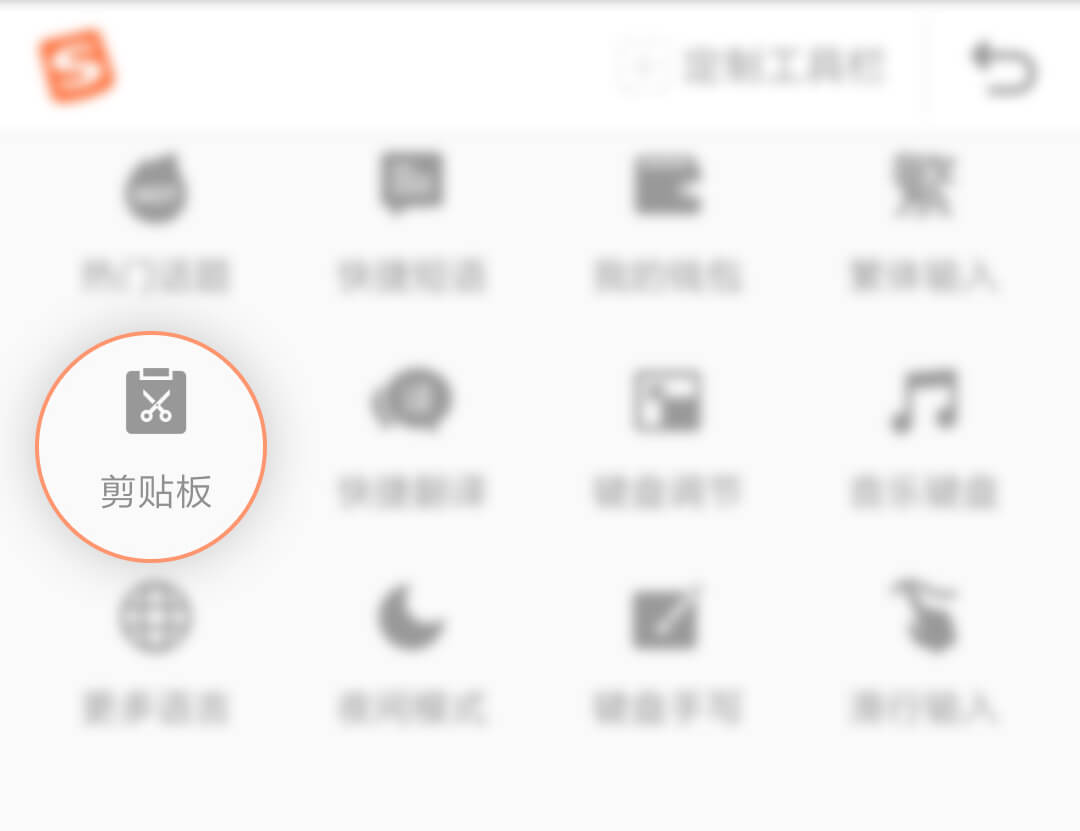 定制工具栏
热门话题 快捷短语 我的钱包 繁体输入
剪贴板 快捷翻译 键盘调节 音乐键盘
更多语言 夜间模式 键盘手写 滑行输入